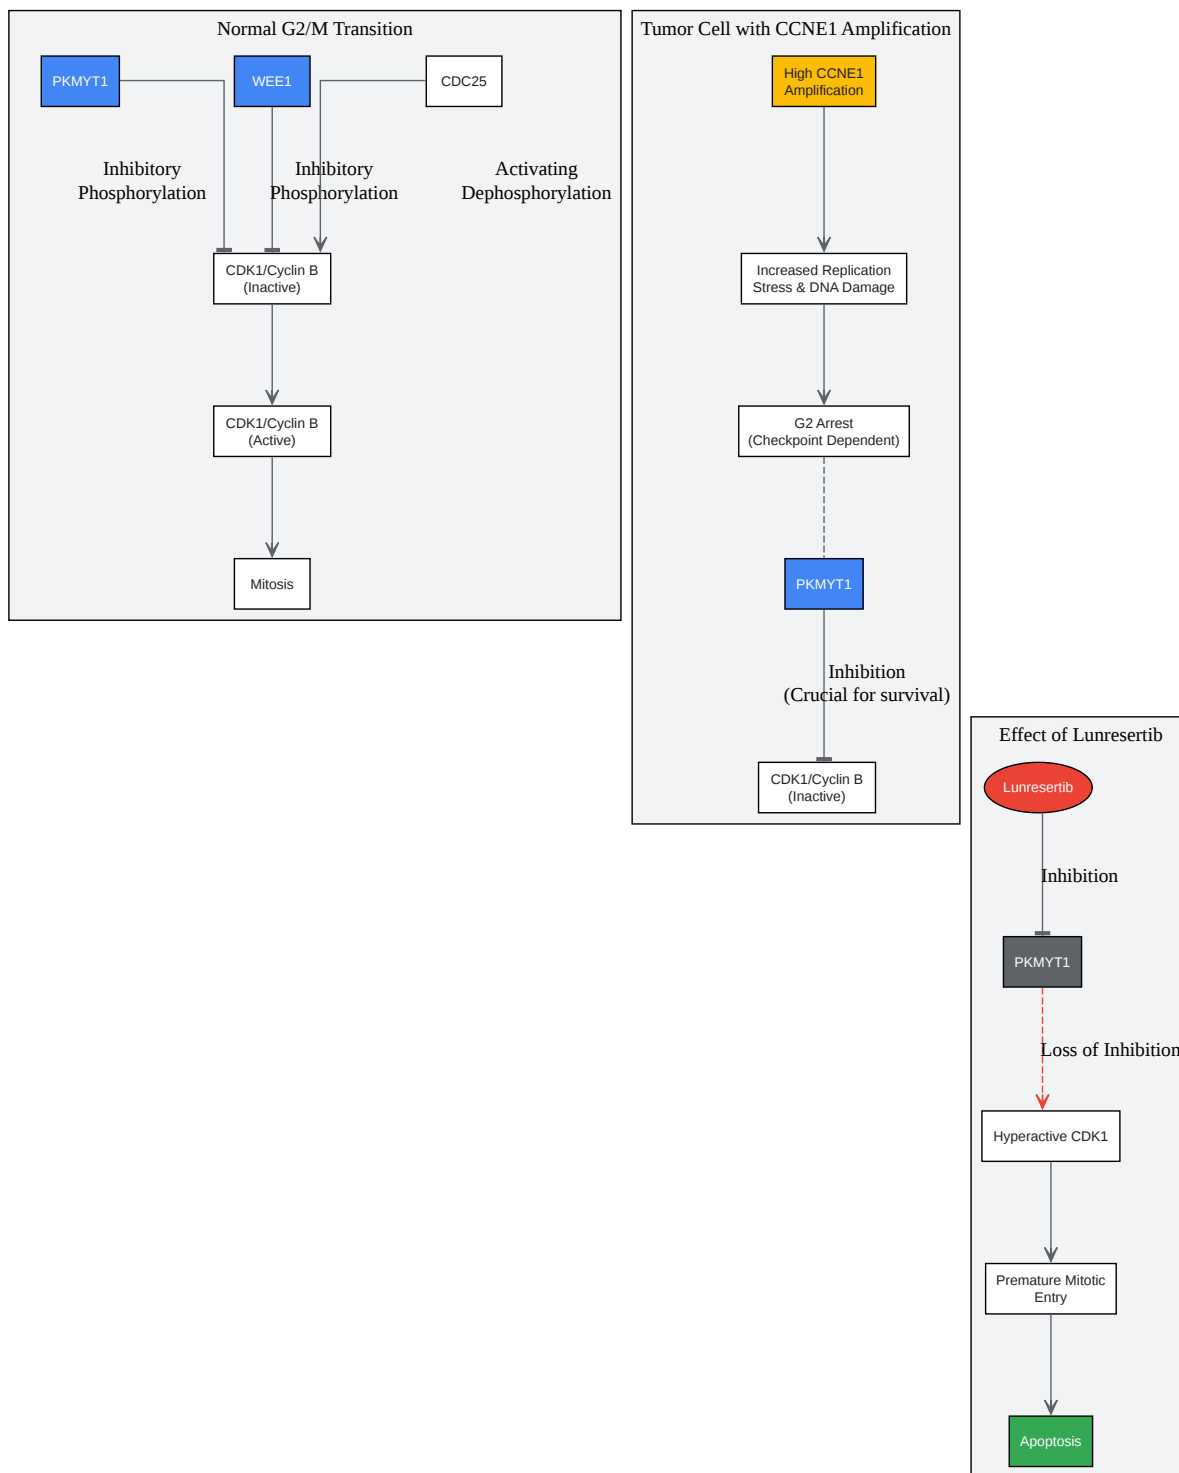 Normal G2/M Transition
PKMYT1
WEE1
CDC25
Inhibitory
Phosphorylation
Inhibitory
Phosphorylation
Activating
Dephosphorylation
CDK1/Cyclin B
(Inactive)
CDK1/Cyclin B
(Active)
Mitosis
Tumor Cell with CCNE1 Amplification
High CCNE1
Amplification
Increased Replication
Stress & DNA Damage
G2 Arrest
(Checkpoint Dependent)
PKMYT1
Inhibition
(Crucial for survival)
CDK1/Cyclin B
(Inactive)
Effect of Lunresertib
Lunresertib
Inhibition
PKMYT1
Loss of Inhibition
Hyperactive CDK1
Premature Mitotic
Entry
Apoptosis